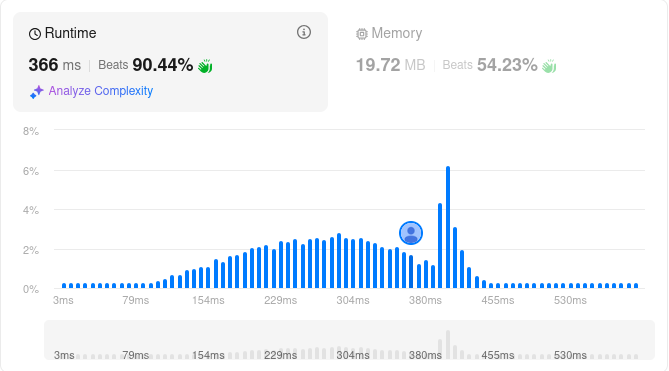 Runtime
366 ms | Beats 90.44%
Analyze Complexity
Memory
19.72 MB | Beats 54.23%
8%
6%
4%
2%
0%
3ms 79ms 154ms 229ms 304ms 380ms 455ms 530ms
3ms 79ms 154ms 229ms 304ms 380ms 455ms 530ms